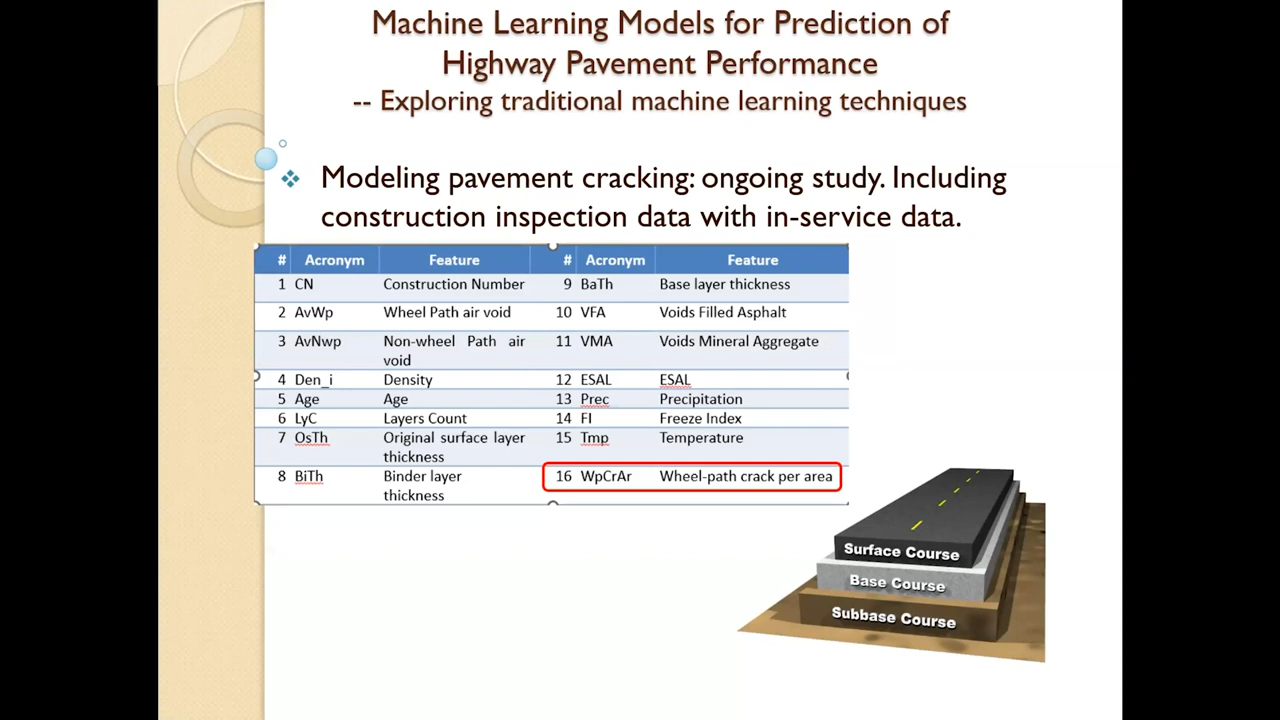 Machine Learning Models for Prediction of
Highway Pavement Performance
-- Exploring traditional machine learning techniques
❖ Modeling pavement cracking: ongoing study. Including
construction inspection data with in-service data.
# Acronym Feature # Acronym Feature
1 CN Construction Number 9 BaTh Base layer thickness
2 AvWp Wheel Path air void 10 VFA Voids Filled Asphalt
3 AvNwp Non-wheel Path air 11 VMA Voids Mineral Aggregate
void
4 Den_i Density 12 ESAL ESAL
5 Age Age 13 Prec Precipitation
6 LyC Layers Count 14 FI Freeze Index
7 OsTh Original surface layer 15 Tmp Temperature
thickness
8 BiTh Binder layer 16 WpCrAr Wheel-path crack per area
thickness
Surface Course
Base Course
Subbase Course